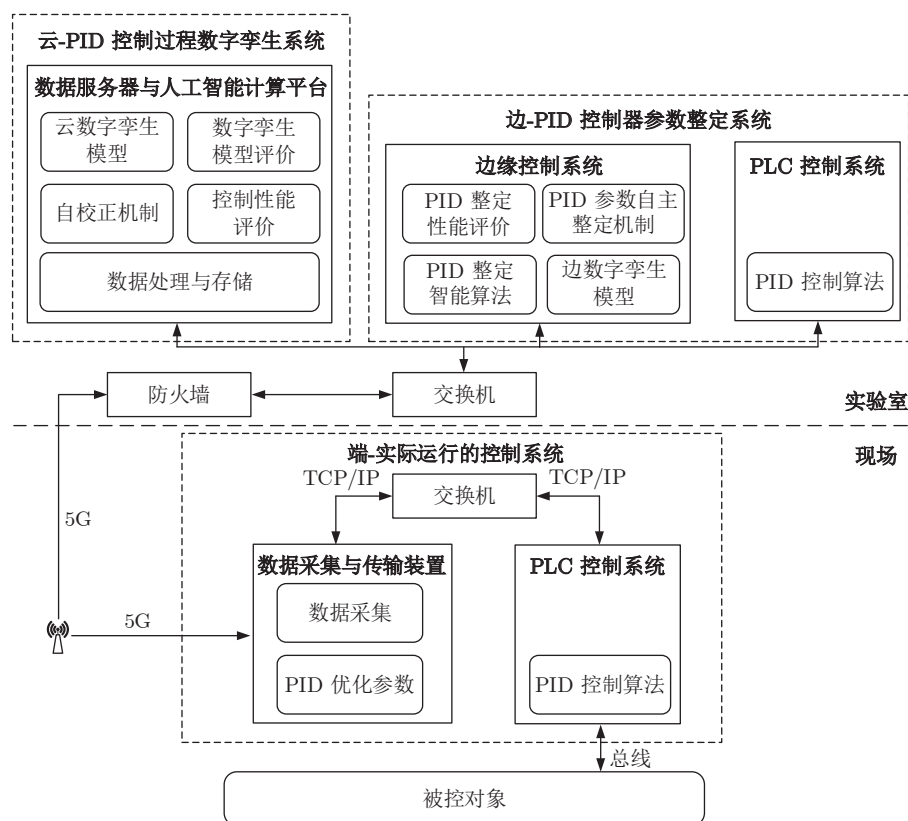 云-PID 控制过程数字孪生系统
数据服务器与人工智能计算平台
云数字孪生
模型
数字孪生
模型评价
自校正机制
控制性能
评价
数据处理与存储
边-PID 控制器参数整定系统
边缘控制系统
PID 整定
性能评价
PID 参数自主
整定机制
PID 整定
智能算法
边数字孪生
模型
PLC 控制系统
PID 控制算法
防火墙
交换机
实验室
现场
端-实际运行的控制系统
TCP/IP
交换机
TCP/IP
5G
数据采集与传输装置
数据采集
PID 优化参数
PLC 控制系统
PID 控制算法
5G
总线
被控对象